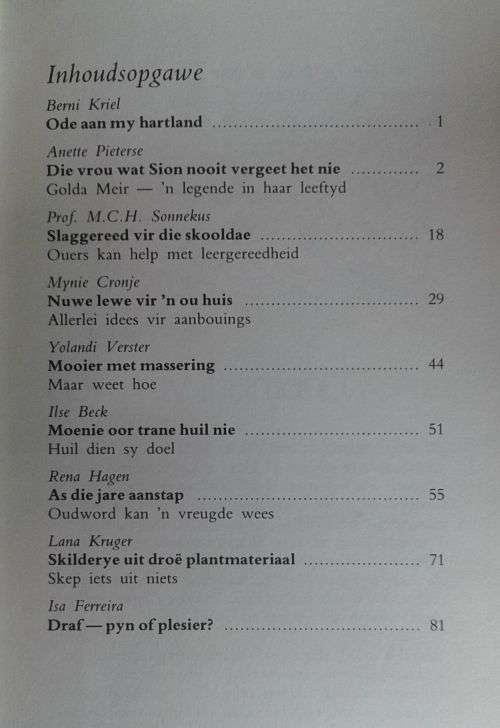 Inhoudsopgawe
Berni Kriel
Ode aan my hartland ........................................ 1
Anette Pieterse
Die vrou wat Sion nooit vergeet het nie ............. 2
Golda Meir — 'n legende in haar leeftyd
Prof. M.C.H. Sonnekus
Slaggereed vir die skooldae .............................. 18
Ouers kan help met leergereedheid
Mynie Cronje
Nuwe lewe vir 'n ou huis ................................. 29
Allerlei idees vir aanbouings
Yolandi Verster
Mooier met massering ..................................... 44
Maar weet hoe
Ilse Beck
Moenie oor trane huil nie ................................. 51
Huil dien sy doel
Rena Hagen
As die jare aanstap .......................................... 55
Oudword kan 'n vreugde wees
Lana Kruger
Skilderye uit droë plantmateriaal ...................... 71
Skep iets uit niets
Isa Ferreira
Draf — pyn of plesier? ..................................... 81